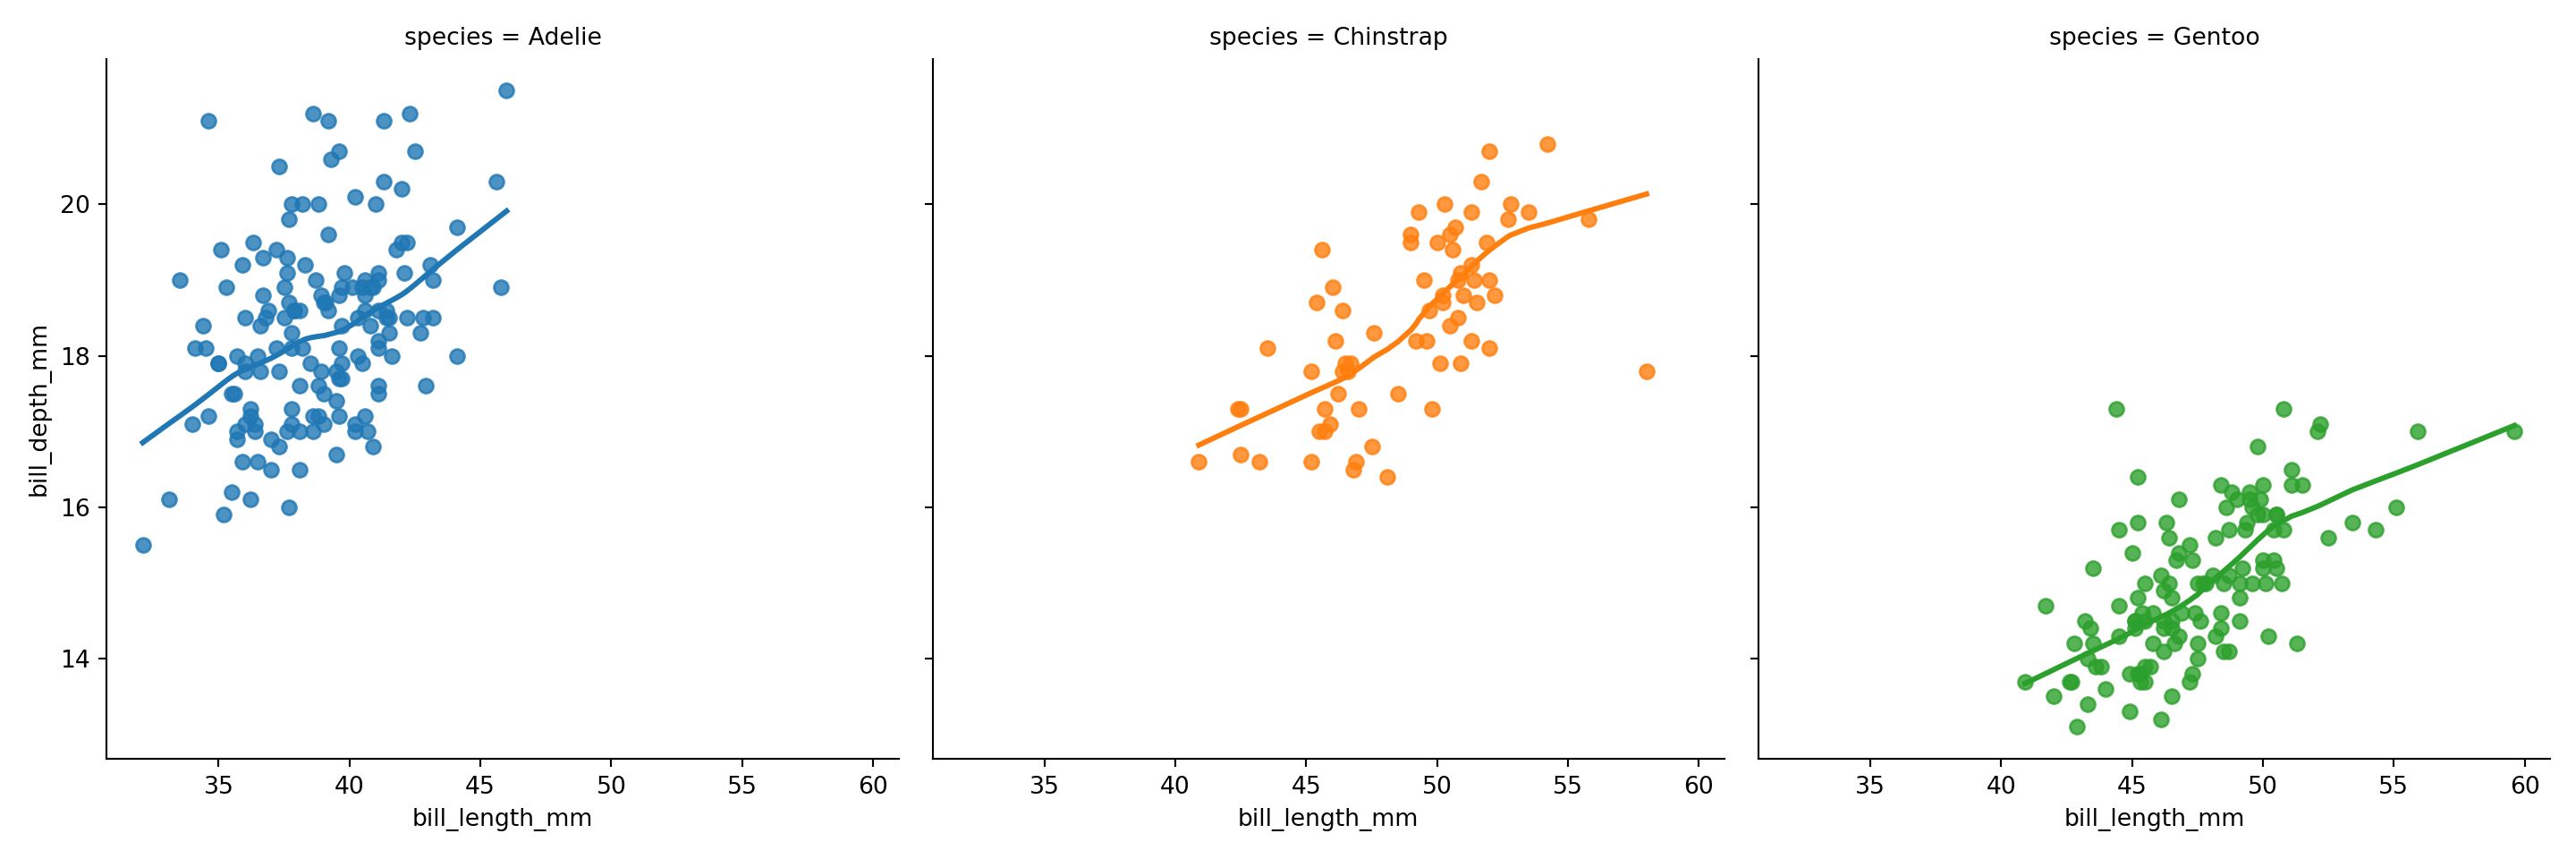 species = Adelie
species = Chinstrap
species = Gentoo
bill_depth_mm
20
18
16
14
35 40 45 50 55 60
35 40 45 50 55 60
35 40 45 50 55 60
bill_length_mm
bill_length_mm
bill_length_mm